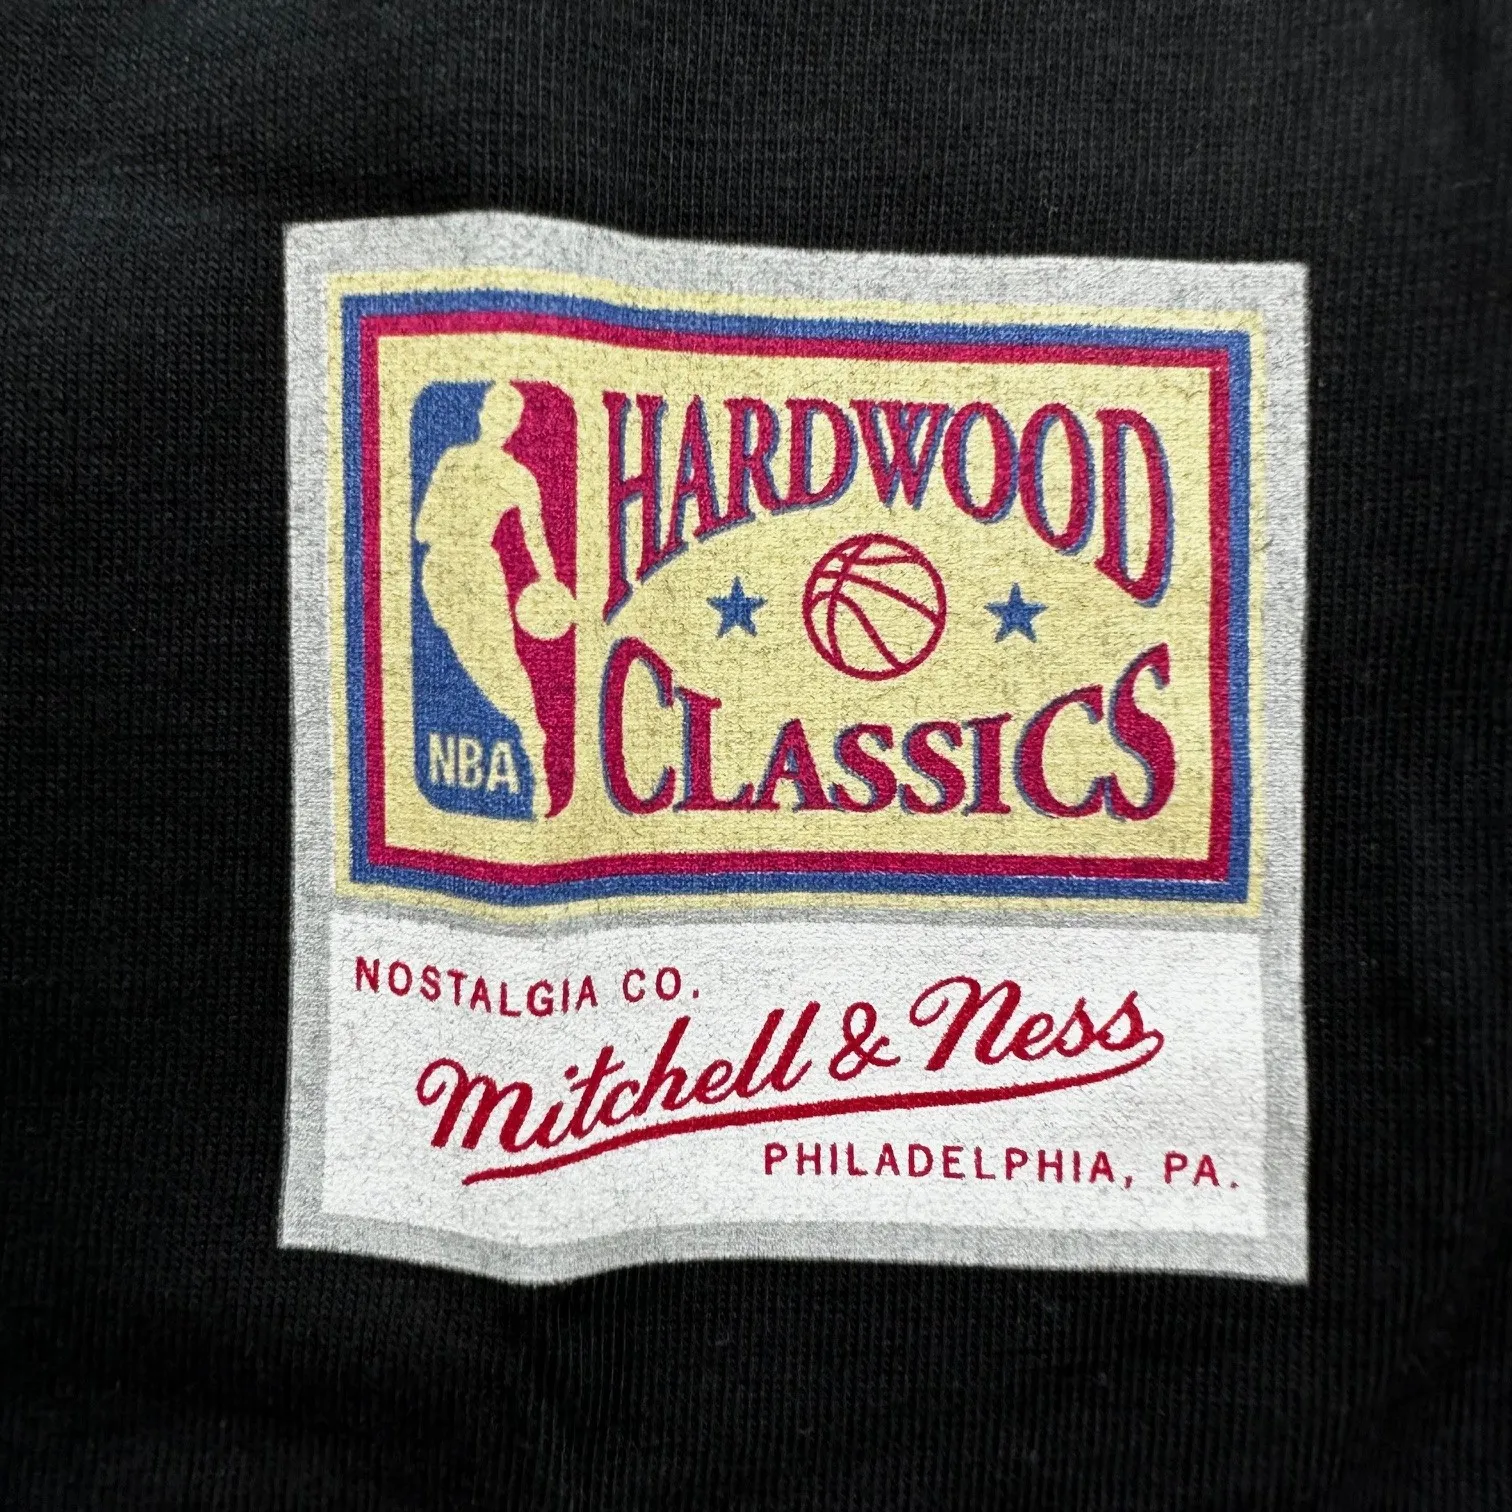 HARDWOOD
CLASSICS
NBA
NOSTALGIA CO.
Mitchell & Ness
PHILADELPHIA, PA.